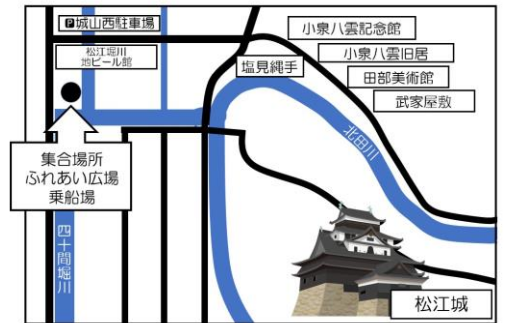 P城山西駐車場
松江堀川
地ビール館
小泉八雲記念館
小泉八雲旧居
田部美術館
武家屋敷
塩見縄手
北田川
集合場所
ふれあい広場
乗船場
四十間堀川
松江城